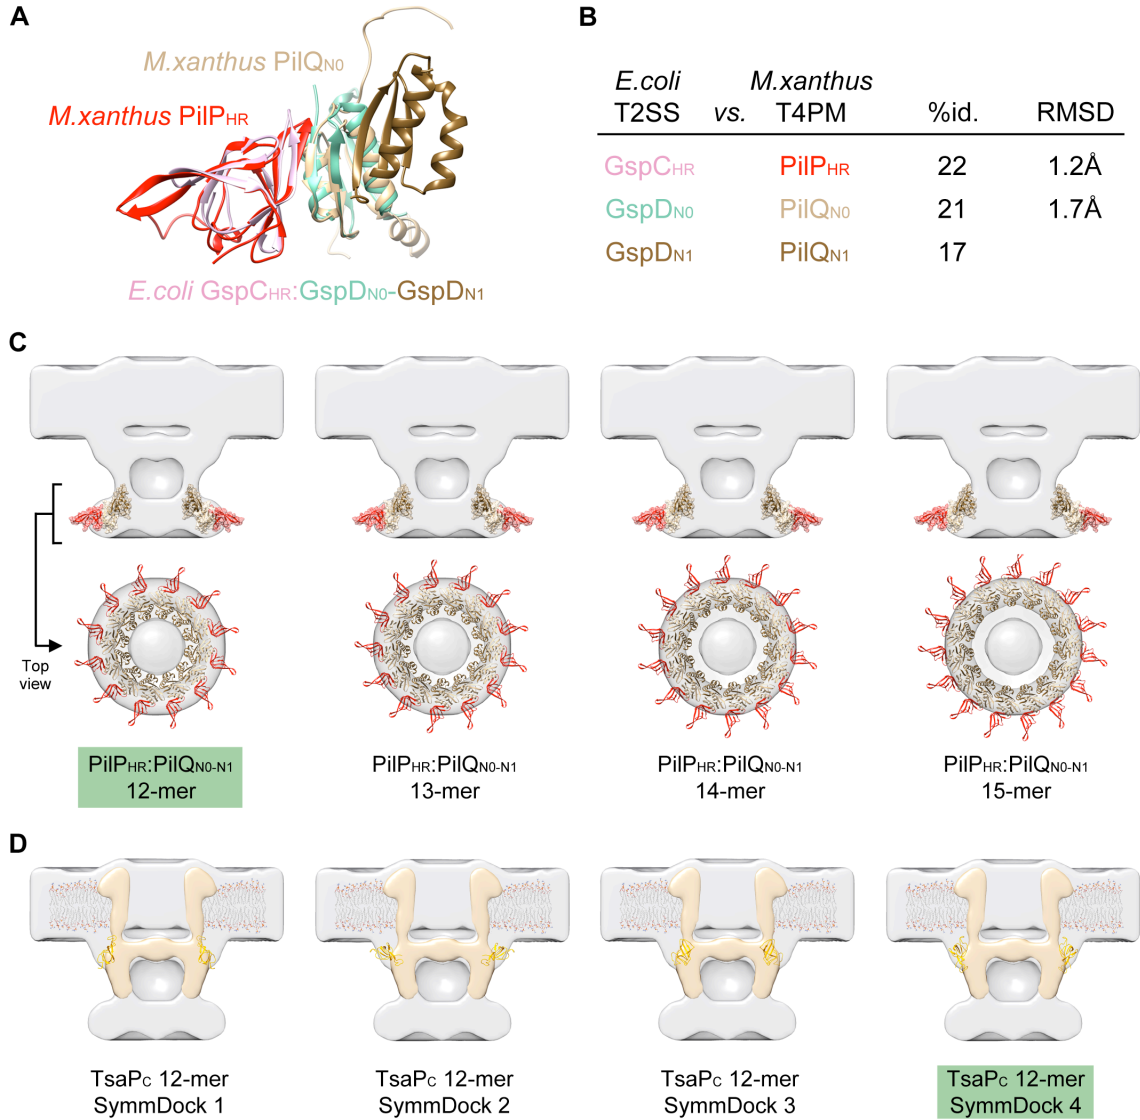 A
M.xanthus PilQN0
M.xanthus PilPHR
E.coli GspCHR:GspDN0-GspDN1
B
E.coli M.xanthus
T2SS vs. T4PM %id. RMSD
GspCHR PilPHR 22 1.2Å
GspDN0 PilQN0 21 1.7Å
GspDN1 PilQN1 17
C
Top
view
PilPHR:PilQN0-N1
12-mer
PilPHR:PilQN0-N1
13-mer
PilPHR:PilQN0-N1
14-mer
PilPHR:PilQN0-N1
15-mer
D
TsaPC 12-mer
SymmDock 1
TsaPC 12-mer
SymmDock 2
TsaPC 12-mer
SymmDock 3
TsaPC 12-mer
SymmDock 4